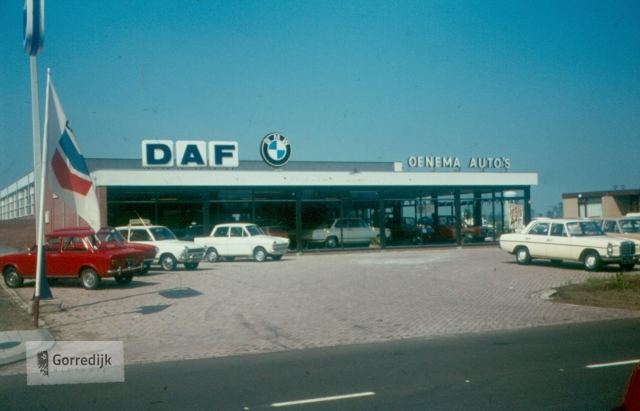 DAF
BMW
OENEMA AUTO'S
Gorredijk